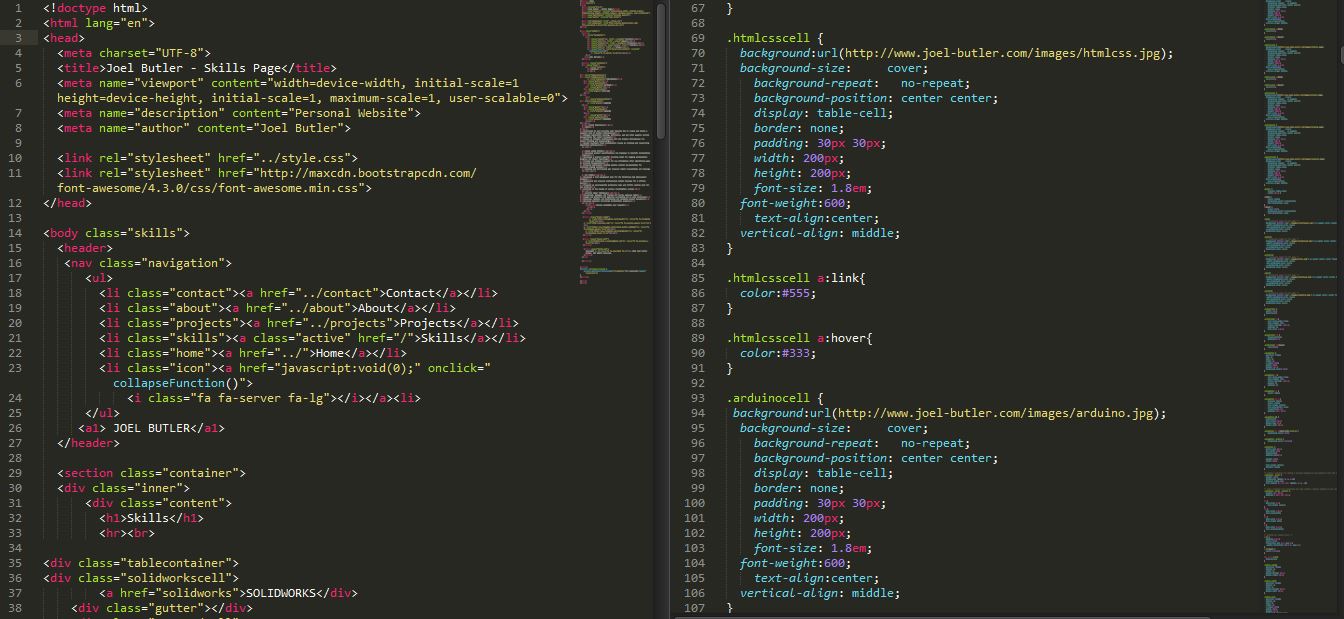 1 <!doctype html>
2 <html lang="en">
3 <head>
4 <meta charset="UTF-8">
5 <title>Joel Butler - Skills Page</title>
6 <meta name="viewport" content="width=device-width, initial-scale=1
height=device-height, initial-scale=1, maximum-scale=1, user-scalable=0">
7 <meta name="description" content="Personal Website">
8 <meta name="author" content="Joel Butler">
9
10 <link rel="stylesheet" href="../style.css">
11 <link rel="stylesheet" href="http://maxcdn.bootstrapcdn.com/
font-awesome/4.3.0/css/font-awesome.min.css">
12 </head>
13
14 <body class="skills">
15 <header>
16 <nav class="navigation">
17 <ul>
18 <li class="contact"><a href="../contact">Contact</a></li>
19 <li class="about"><a href="../about">About</a></li>
20 <li class="projects"><a href="../projects">Projects</a></li>
21 <li class="skills"><a class="active" href="/">Skills</a></li>
22 <li class="home"><a href="../">Home</a></li>
23 <li class="icon"><a href="javascript:void(0);" onclick="
collapseFunction()">
24 <i class="fa fa-server fa-lg"></i></a><li>
25 </ul>
26 <a1> JOEL BUTLER</a1>
27 </header>
28
29 <section class="container">
30 <div class="inner">
31 <div class="content">
32 <h1>Skills</h1>
33 <hr><br>
34
35 <div class="tablecontainer">
36 <div class="solidworkscell">
37 <a href="solidworks">SOLIDWORKS</div>
38 <div class="gutter"></div>
67 }
68
69 .htmlcsscell {
70 background:url(http://www.joel-butler.com/images/htmlcss.jpg);
71 background-size: cover;
72 background-repeat: no-repeat;
73 background-position: center center;
74 display: table-cell;
75 border: none;
76 padding: 30px 30px;
77 width: 200px;
78 height: 200px;
79 font-size: 1.8em;
80 font-weight:600;
81 text-align:center;
82 vertical-align: middle;
83 }
84
85 .htmlcsscell a:link{
86 color:#555;
87 }
88
89 .htmlcsscell a:hover{
90 color:#333;
91 }
92
93 .arduinocell {
94 background:url(http://www.joel-butler.com/images/arduino.jpg);
95 background-size: cover;
96 background-repeat: no-repeat;
97 background-position: center center;
98 display: table-cell;
99 border: none;
100 padding: 30px 30px;
101 width: 200px;
102 height: 200px;
103 font-size: 1.8em;
104 font-weight:600;
105 text-align:center;
106 vertical-align: middle;
107 }